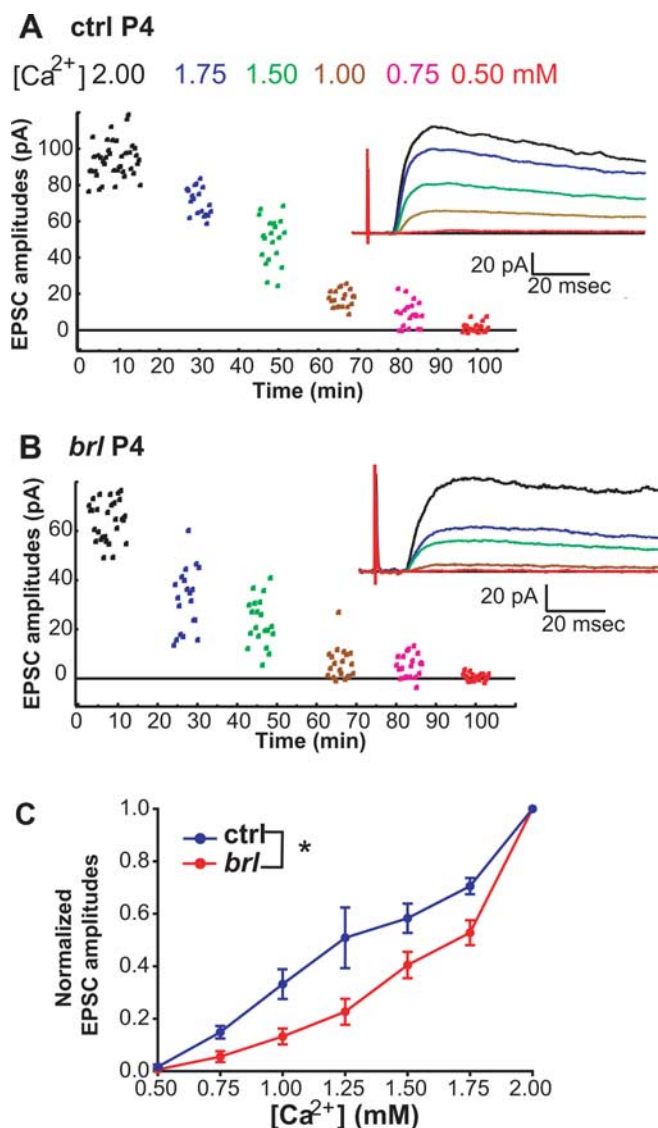 A ctrl P4
[Ca2+] 2.00 1.75 1.50 1.00 0.75 0.50 mM
EPSC amplitudes (pA)
100
80
60
40
20
0
20 pA
20 msec
0 10 20 30 40 50 60 70 80 90 100
Time (min)
B brl P4
EPSC amplitudes (pA)
60
40
20
0
20 pA
20 msec
0 10 20 30 40 50 60 70 80 90 100
Time (min)
C
ctrl
brl
*
Normalized
EPSC amplitudes
1.0
0.8
0.6
0.4
0.2
0.0
0.50 0.75 1.00 1.25 1.50 1.75 2.00
[Ca2+] (mM)